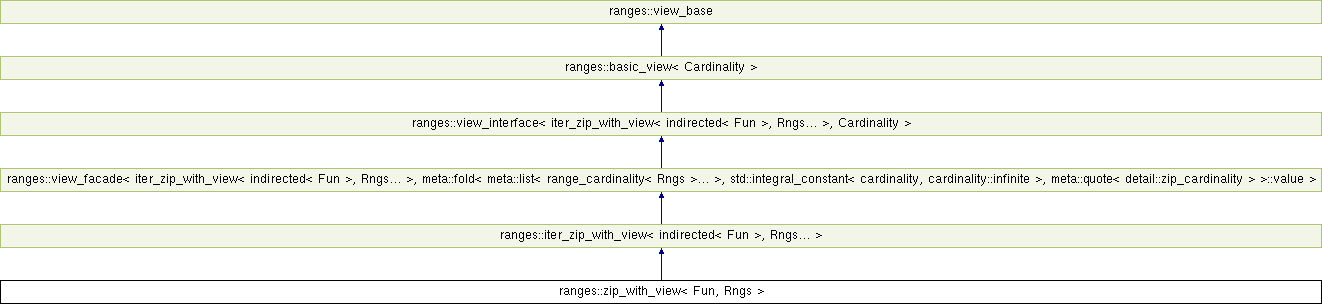 ranges::view_base
ranges::basic_view< Cardinality >
ranges::view_interface< iter_zip_with_view< indirected< Fun >, Rngs... >, Cardinality >
ranges::view_facade< iter_zip_with_view< indirected< Fun >, Rngs... >, meta::fold< meta::list< range_cardinality< Rngs >... >, std::integral_constant< cardinality, cardinality::infinite >, meta::quote< detail::zip_cardinality > >::value >
ranges::iter_zip_with_view< indirected< Fun >, Rngs... >
ranges::zip_with_view< Fun, Rngs >